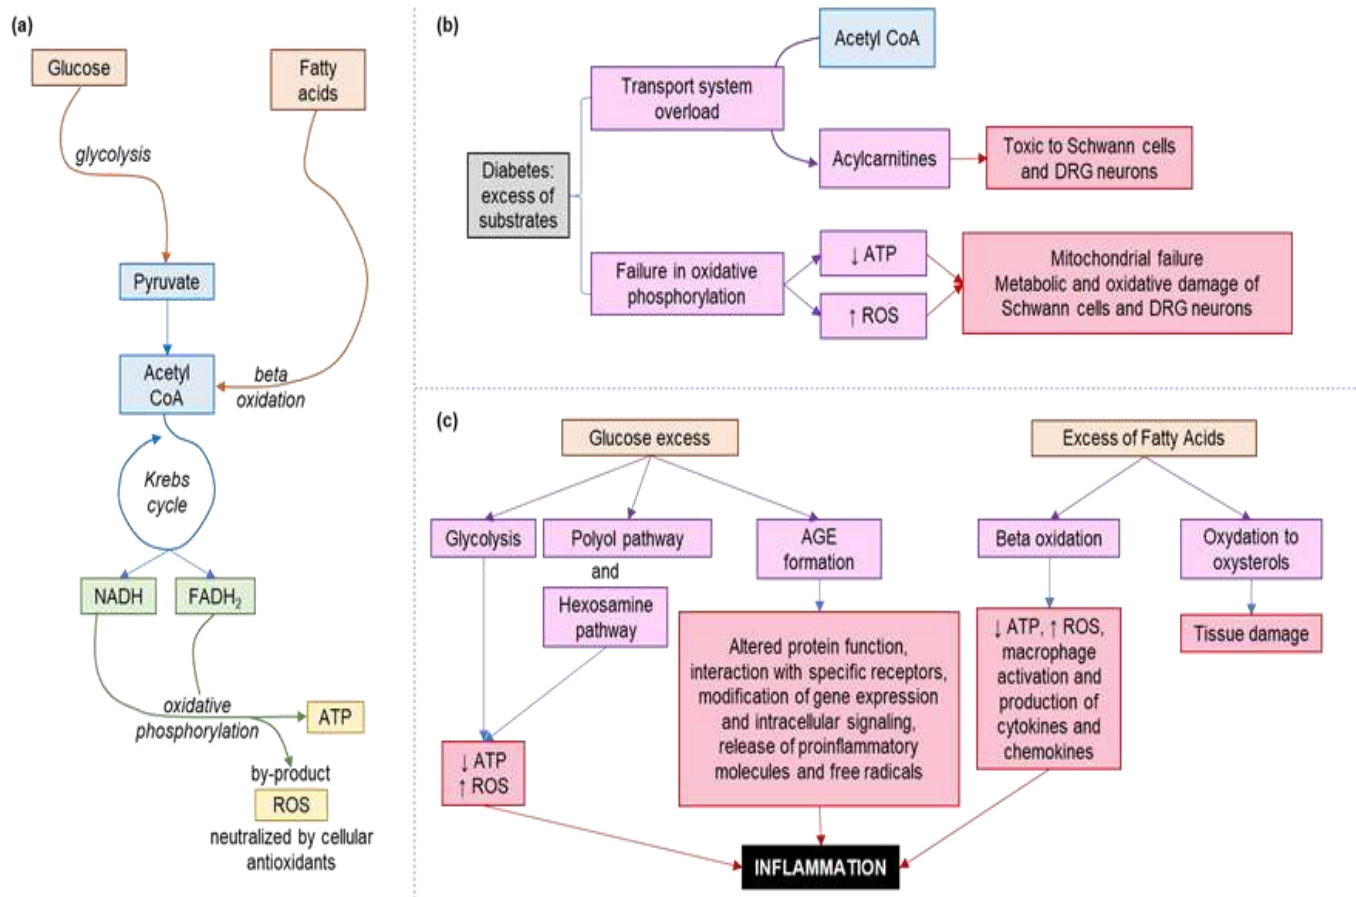 (a)
Glucose
Fatty
acids
glycolysis
Pyruvate
Acetyl
CoA
beta
oxidation
Krebs
cycle
NADH
FADH₂
oxidative
phosphorylation
ATP
by-product
ROS
neutralized by cellular
antioxidants
(b)
Acetyl CoA
Transport system
overload
Acylcarnitines
Toxic to Schwann cells
and DRG neurons
Diabetes:
excess of
substrates
Failure in oxidative
phosphorylation
↓ ATP
↑ ROS
Mitochondrial failure
Metabolic and oxidative damage of
Schwann cells and DRG neurons
(c)
Glucose excess
Excess of Fatty Acids
Glycolysis
Polyol pathway
and
Hexosamine
pathway
AGE
formation
Beta oxidation
Oxydation to
oxysterols
↓ ATP
↑ ROS
Altered protein function,
interaction with specific receptors,
modification of gene expression
and intracellular signaling,
release of proinflammatory
molecules and free radicals
↓ ATP, ↑ ROS,
macrophage
activation and
production of
cytokines and
chemokines
Tissue damage
INFLAMMATION